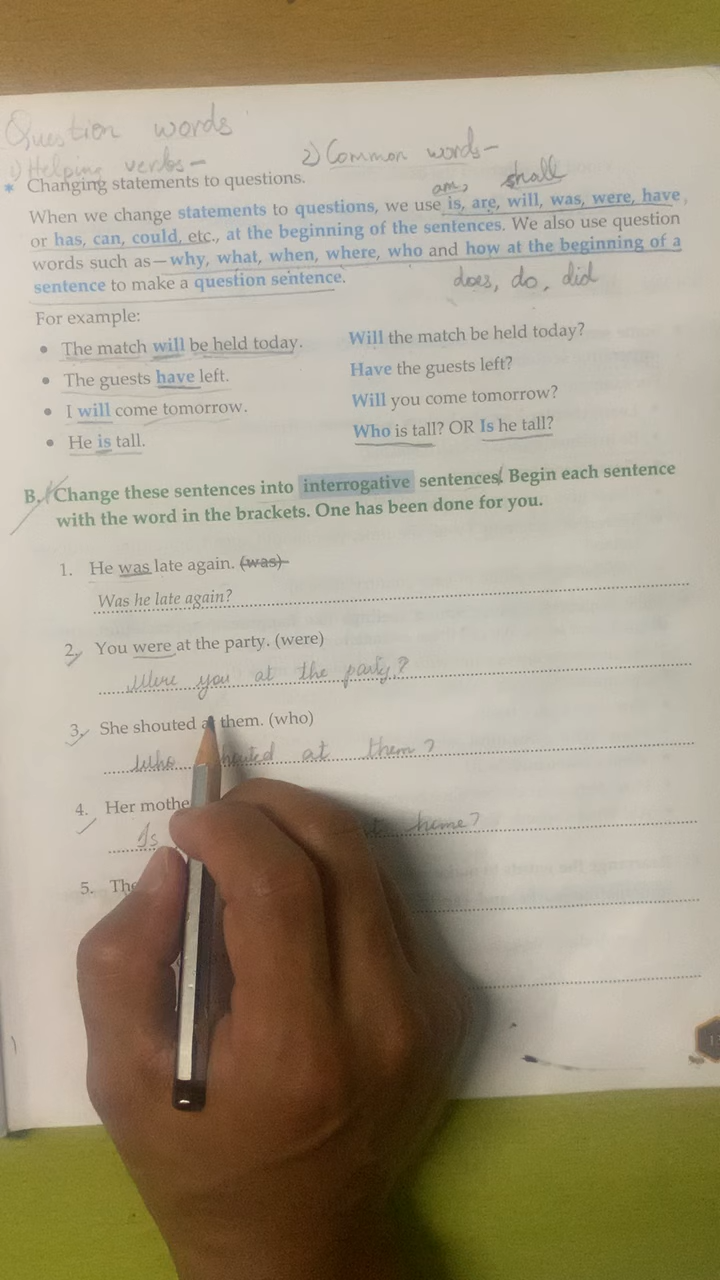 Question words
1) Helping verbs -
2) Common words -
* Changing statements to questions.
am, shall
When we change statements to questions, we use is, are, will, was, were, have,
or has, can, could, etc., at the beginning of the sentences. We also use question
words such as—why, what, when, where, who and how at the beginning of a
sentence to make a question sentence.
does, do, did
For example:
• The match will be held today. Will the match be held today?
• The guests have left. Have the guests left?
• I will come tomorrow. Will you come tomorrow?
• He is tall. Who is tall? OR Is he tall?
B. Change these sentences into interrogative sentences. Begin each sentence
with the word in the brackets. One has been done for you.
1. He was late again. (was)
Was he late again?
2. You were at the party. (were)
Were you at the party?
3. She shouted at them. (who)
Who at them?
4. Her
Is home?
5.